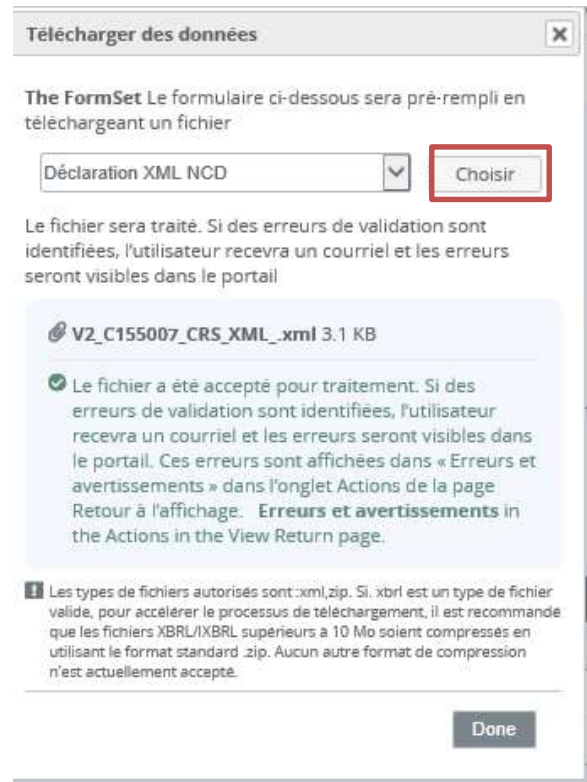 Télécharger des données
The FormSet Le formulaire ci-dessous sera pré-rempli en
téléchargeant un fichier
Déclaration XML NCD
Choisir
Le fichier sera traité. Si des erreurs de validation sont
identifiées, l'utilisateur recevra un courriel et les erreurs
seront visibles dans le portail
V2_C155007_CRS_XML_.xml 3.1 KB
Le fichier a été accepté pour traitement. Si des
erreurs de validation sont identifiées, l'utilisateur
recevra un courriel et les erreurs seront visibles dans
le portail. Ces erreurs sont affichées dans « Erreurs et
avertissements » dans l'onglet Actions de la page
Retour à l'affichage. Erreurs et avertissements in
the Actions in the View Return page.
Les types de fichiers autorisés sont :xml,zip. Si. xbrl est un type de fichier
valide, pour accélérer le processus de téléchargement, il est recommandé
que les fichiers XBRL/IXBRL supérieurs à 10 Mo soient compressés en
utilisant le format standard .zip. Aucun autre format de compression
n'est actuellement accepté.
Done